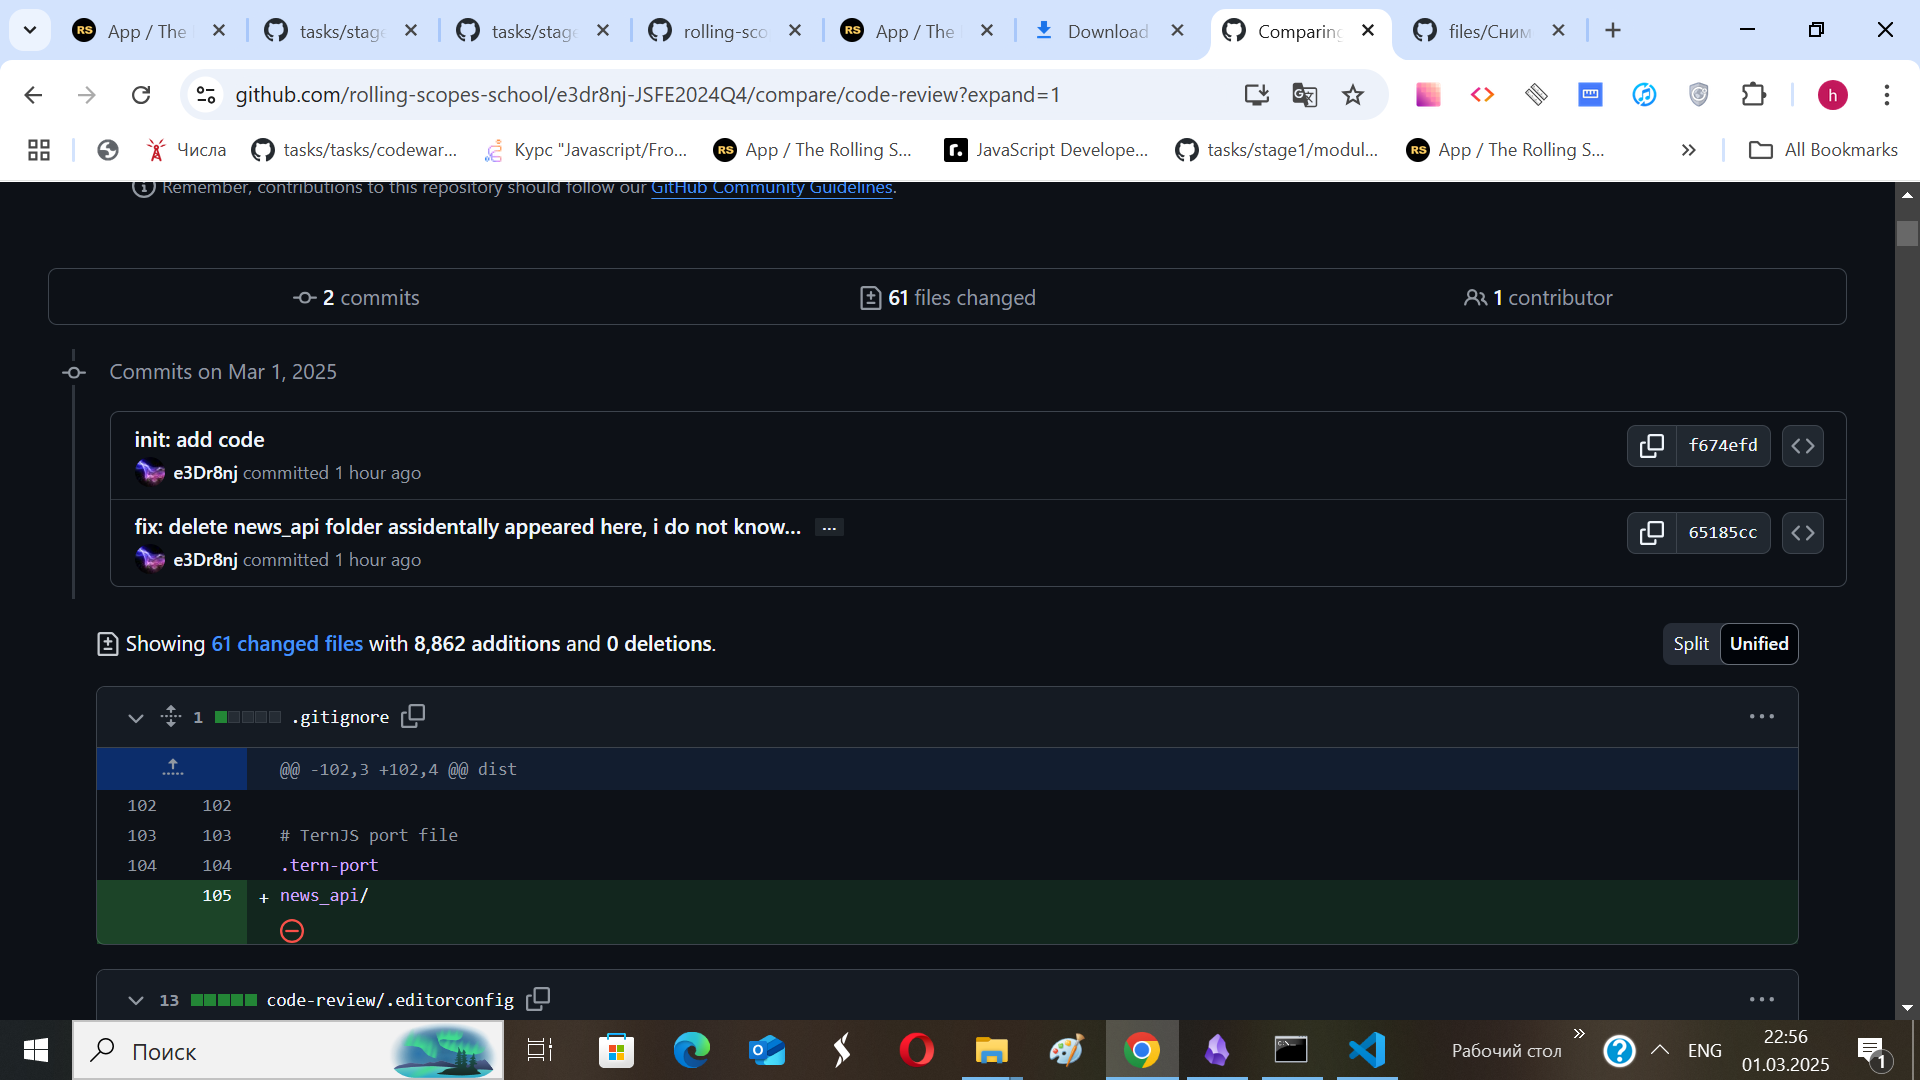 App / The
tasks/stage
tasks/stage
rolling-sco
App / The
Download
Comparing
files/Сним
github.com/rolling-scopes-school/e3dr8nj-JSFE2024Q4/compare/code-review?expand=1
h
Числа
tasks/tasks/codewar...
Курс "Javascript/Fro...
RS App / The Rolling S...
r. JavaScript Develope...
tasks/stage1/modul...
RS App / The Rolling S...
All Bookmarks
Remember, contributions to this repository should follow our GitHub Community Guidelines.
2 commits
61 files changed
1 contributor
Commits on Mar 1, 2025
init: add code
e3Dr8nj committed 1 hour ago
f674efd
fix: delete news_api folder assidentally appeared here, i do not know... ...
e3Dr8nj committed 1 hour ago
65185cc
Showing 61 changed files with 8,862 additions and 0 deletions.
Split Unified
1 .gitignore
@@ -102,3 +102,4 @@ dist
102 102
103 103 # TernJS port file
104 104 .tern-port
105 + news_api/
13 code-review/.editorconfig
Поиск
Рабочий стол
ENG
22:56
01.03.2025
1